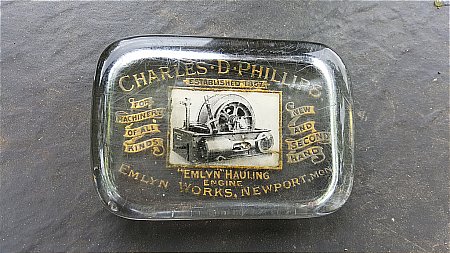 CHARLES · D · PHILLIPS
ESTABLISHED 1867
FOR
MACHINERY
OF ALL
KINDS
NEW
AND
SECOND
HAND
"EMLYN" HAULING
ENGINE
EMLYN WORKS, NEWPORT, MON.